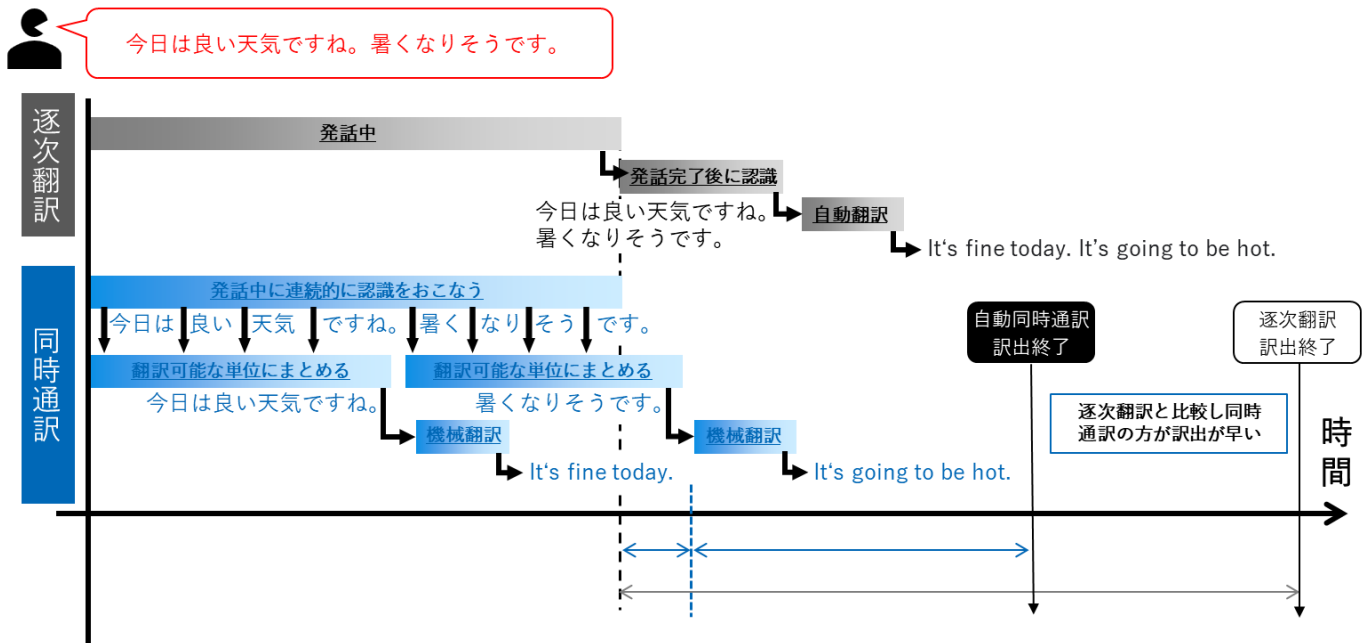 今日は良い天気ですね。暑くなりそうです。
逐次翻訳
発話中
発話完了後に認識
今日は良い天気ですね。
暑くなりそうです。
自動翻訳
It‘s fine today. It’s going to be hot.
同時通訳
発話中に連続的に認識をおこなう
今日は 良い 天気 ですね。 暑く なり そう です。
翻訳可能な単位にまとめる
翻訳可能な単位にまとめる
今日は良い天気ですね。
暑くなりそうです。
機械翻訳
機械翻訳
It‘s fine today.
It‘s going to be hot.
自動同時通訳
訳出終了
逐次翻訳
訳出終了
逐次翻訳と比較し同時
通訳の方が訳出が早い
時間